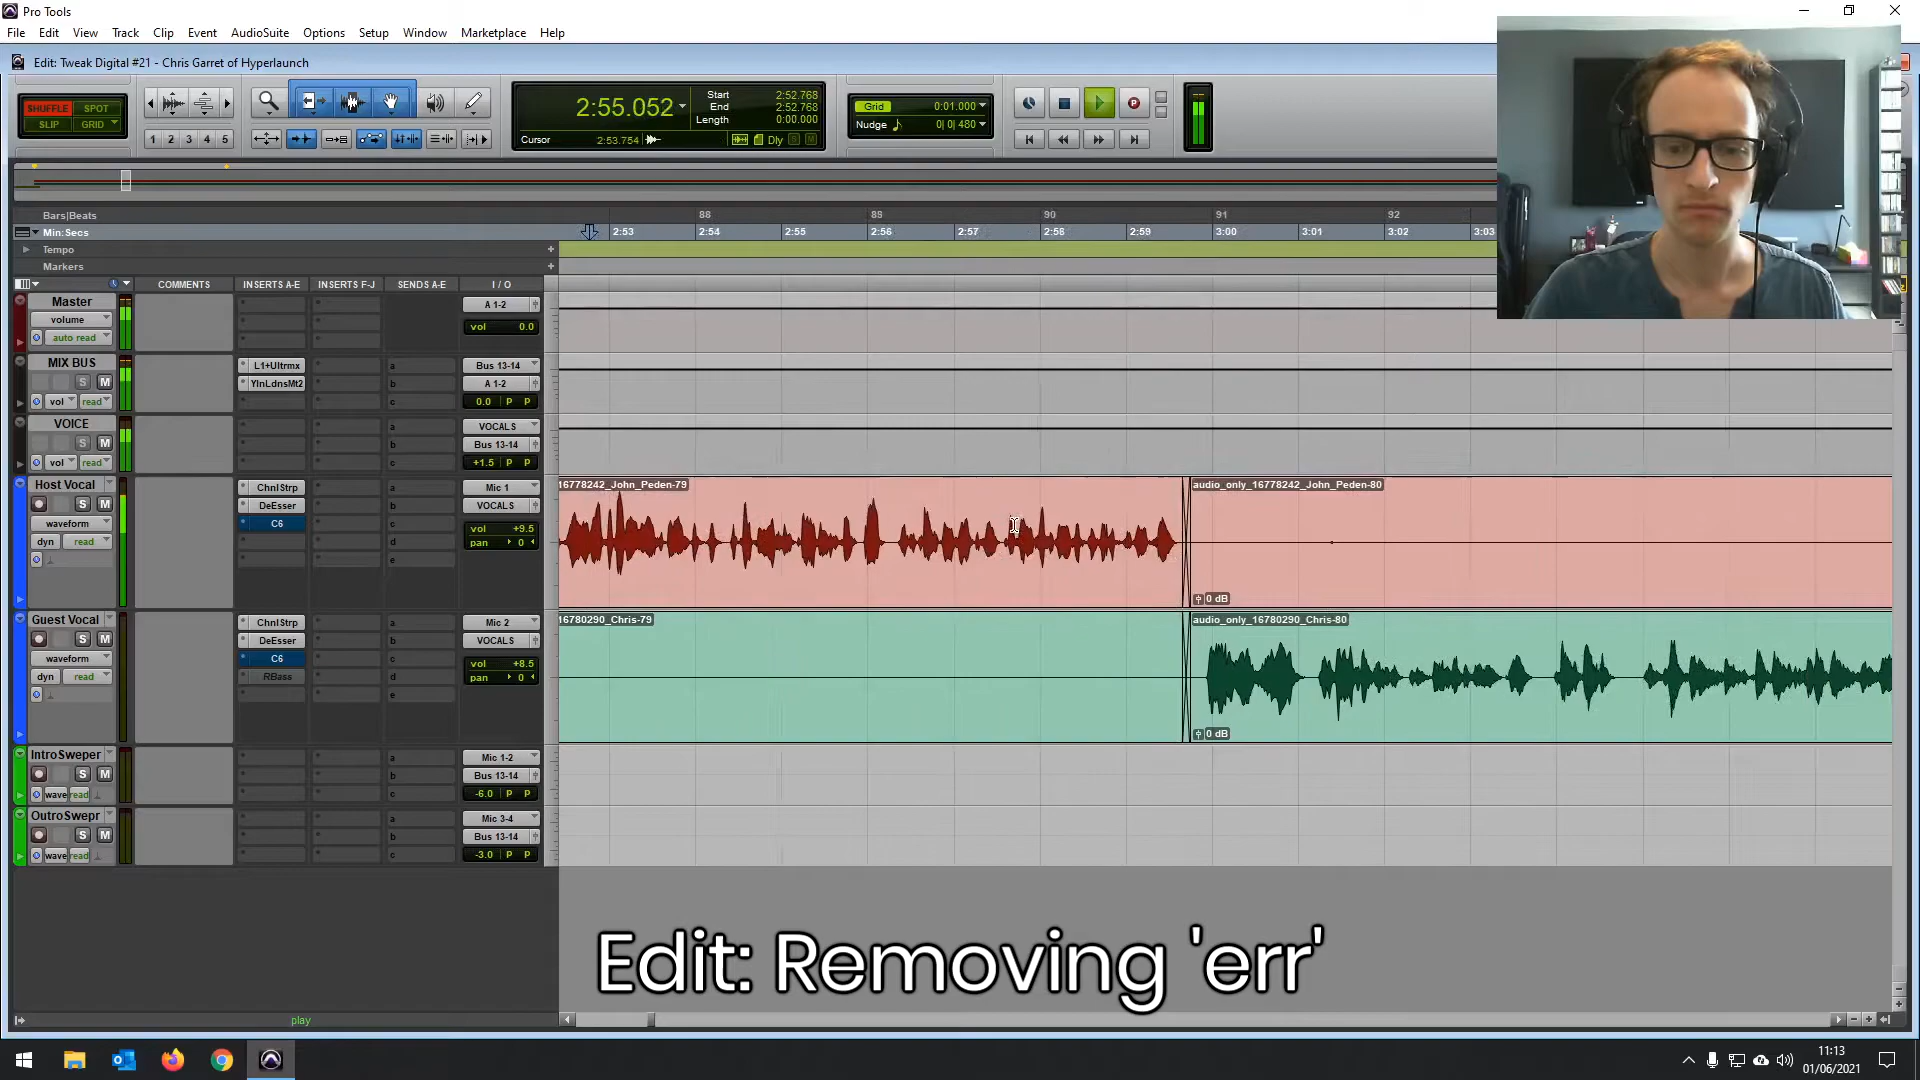 Pro Tools
File Edit View Track Clip Event AudioSuite Options Setup Window Marketplace Help
Edit: Tweak Digital #21 - Chris Garret of Hyperlaunch
SHUFFLE SPOT
SLIP GRID
1 2 3 4 5
2:55.052
Start 2:52.768
End 2:52.768
Length 0:00.000
Cursor 2:53.754
Dly S M
Grid 0:01.000
Nudge 0| 0| 480
Bars|Beats 88 89 90 91 92
Min:Secs 2:53 2:54 2:55 2:56 2:57 2:58 2:59 3:00 3:01 3:02 3:03
Tempo
Markers
COMMENTS INSERTS A-E INSERTS F-J SENDS A-E I / O
Master
volume
auto read
A 1-2
vol 0.0
MIX BUS
S M
vol read
L1+Ultrmx
YlnLdnsMt2
a
b
c
Bus 13-14
A 1-2
0.0 P P
VOICE
S M
vol read
a
b
c
VOCALS
Bus 13-14
+1.5 P P
Host Vocal
S M
waveform
dyn read
ChnlStrp
DeEsser
C6
a
b
c
d
e
Mic 1
VOCALS
vol +9.5
pan 0
16778242_John_Peden-79
audio_only_16778242_John_Peden-80
0 dB
Guest Vocal
S M
waveform
dyn read
ChnlStrp
DeEsser
C6
RBass
a
b
c
d
e
Mic 2
VOCALS
vol +8.5
pan 0
16780290_Chris-79
audio_only_16780290_Chris-80
0 dB
IntroSweper
S M
wave read
a
b
c
Mic 1-2
Bus 13-14
-6.0 P P
OutroSwepr
S M
wave read
a
b
c
Mic 3-4
Bus 13-14
-3.0 P P
Edit: Removing 'err'
play
11:13
01/06/2021